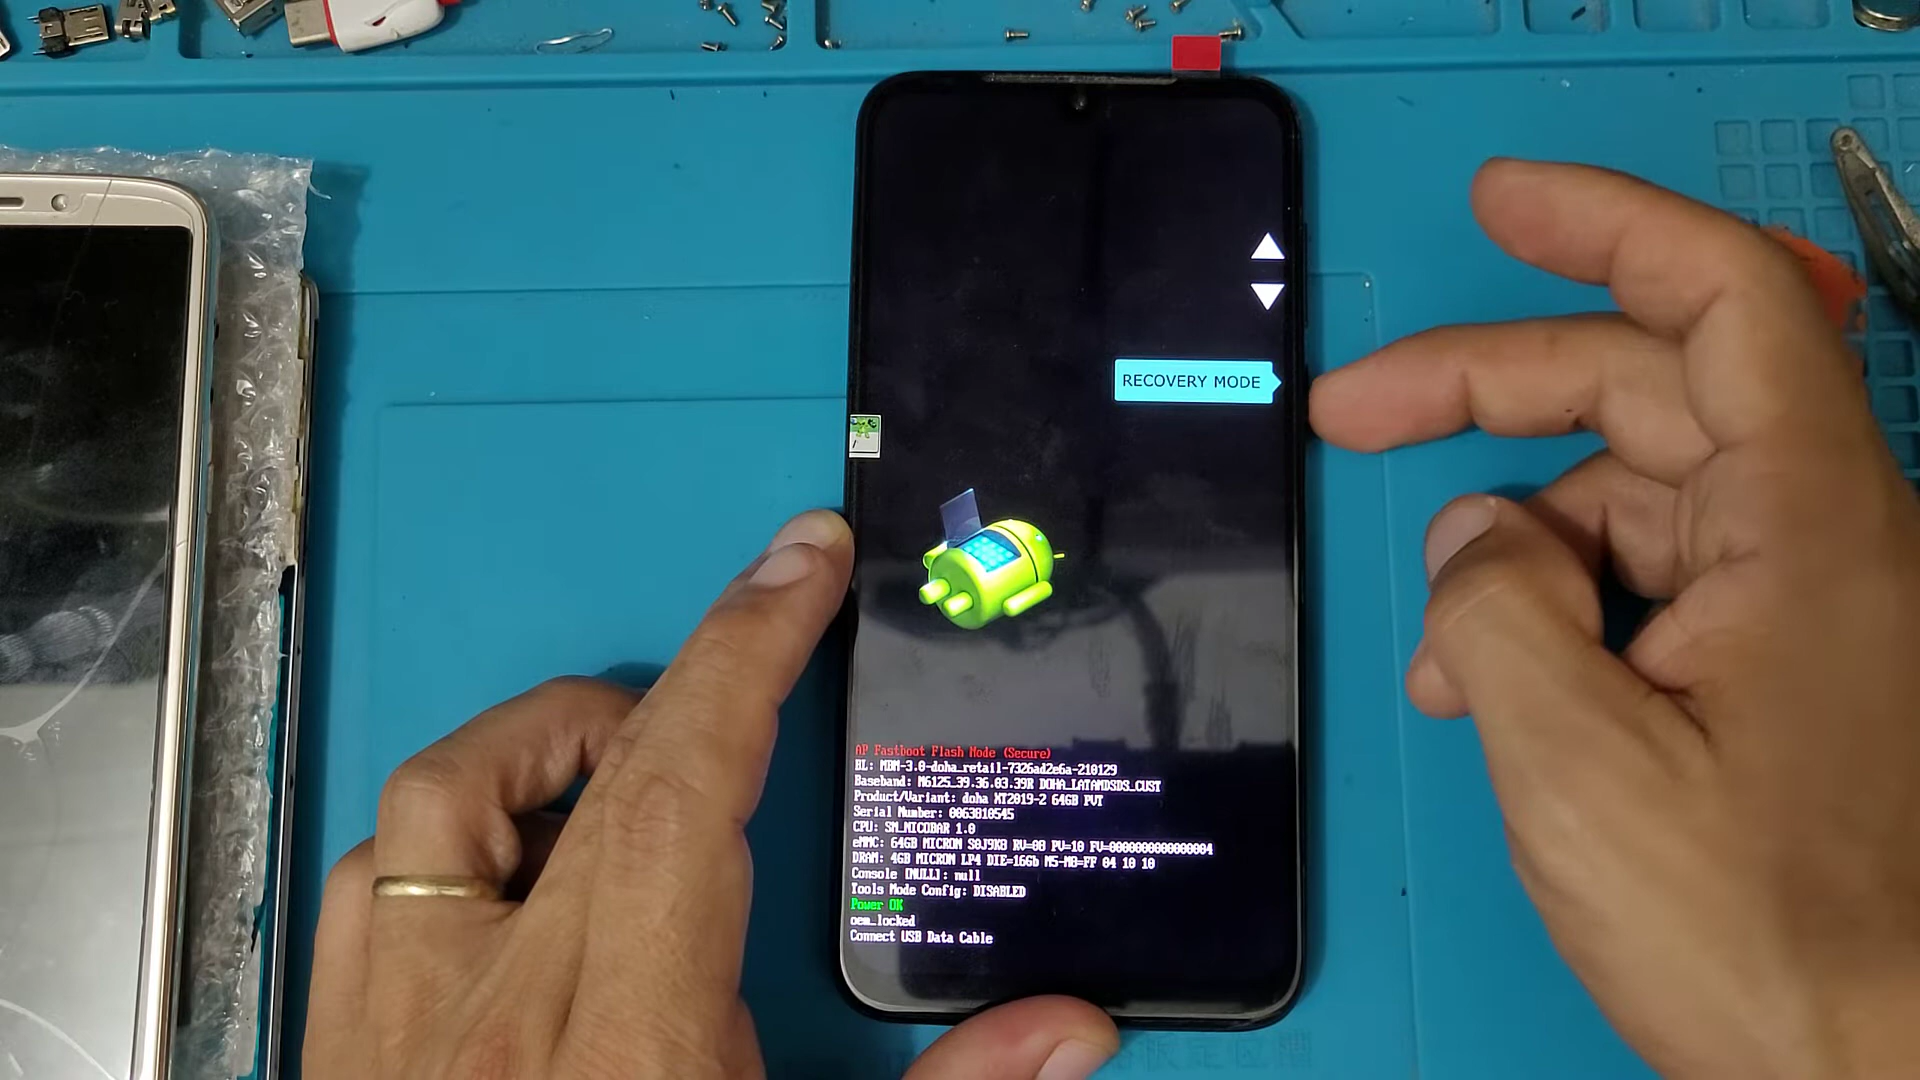 RECOVERY MODE
AP Fastboot Flash Mode (Secure)
BL: MBM-3.0-doha_retail-7326ad2e6a-210129
Baseband: M6125_39.36.03.39R DOHA_LATAMDSDS_CUST
Product/Variant: doha XT2019-2 64GB PVT
Serial Number: 0063810545
CPU: SM_NICOBAR 1.0
eMMC: 64GB MICRON S0J9K8 RV=08 PV=10 FV=0000000000000004
DRAM: 4GB MICRON LP4 DIE=16Gb M5-M8=FF 04 10 10
Console [NULL]: null
Tools Mode Config: DISABLED
Power OK
oem_locked
Connect USB Data Cable